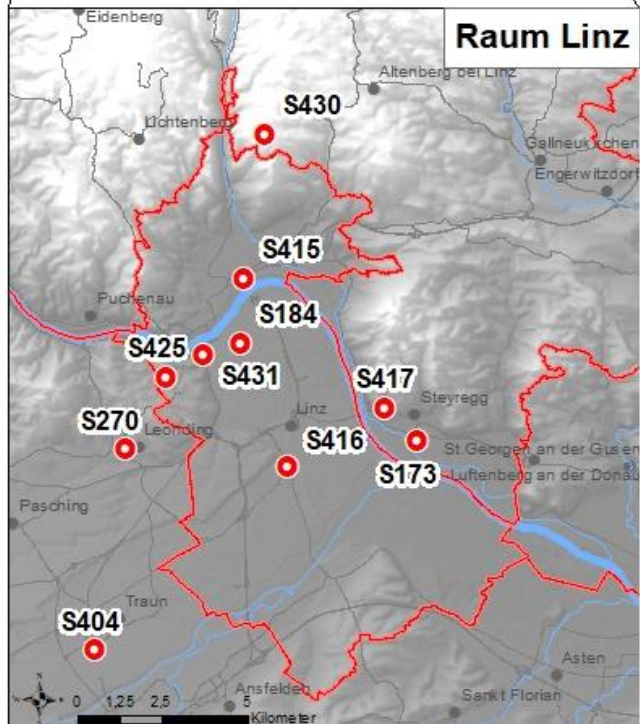 Eidenberg
Raum Linz
Altenberg bei Linz
S430
Lichtenberg
Gallneukirchen
Engerwitzdorf
S415
Puchenau
S184
S425
S431
S417
Steyregg
S270
Linz
Leonding
S416
St.Georgen an der Gusen
S173
Luftenberg an der Donau
Pasching
Traun
S404
Asten
N
W
S
Ansfelden
Sankt Florian
0 1,25 2,5 5
Kilometer